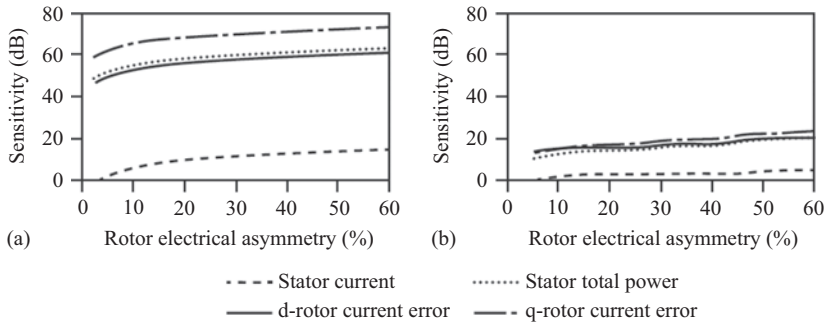 Sensitivity (dB)
80
60
40
20
0
0 10 20 30 40 50 60
Rotor electrical asymmetry (%)
(a)
Sensitivity (dB)
80
60
40
20
0
0 10 20 30 40 50 60
Rotor electrical asymmetry (%)
(b)
Stator current
Stator total power
d-rotor current error
q-rotor current error